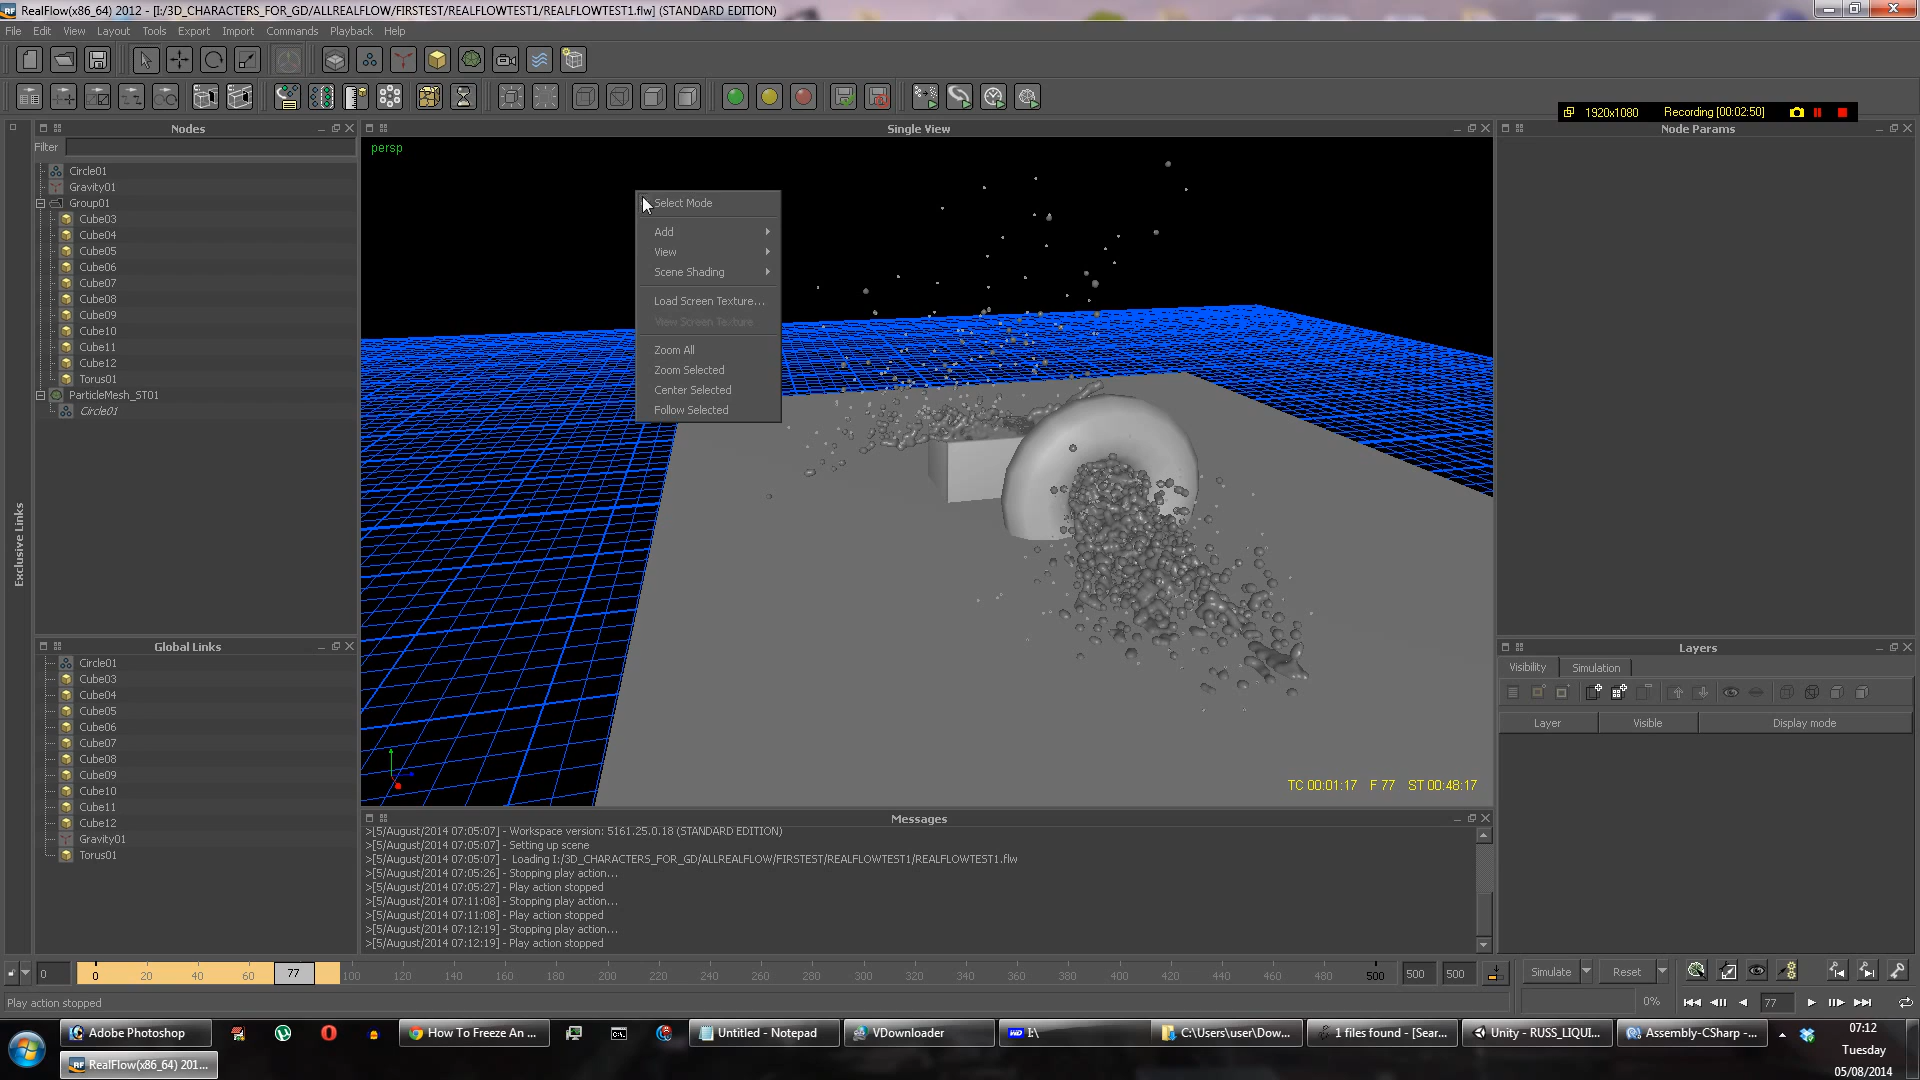 RealFlow(x86_64) 2012 - [I:/3D_CHARACTERS_FOR_GD/ALLREALFLOW/FIRSTEST/REALFLOWTEST1/REALFLOWTEST1.flw] (STANDARD EDITION)
File Edit View Layout Tools Export Import Commands Playback Help
1920x1080 Recording [00:02:50]
Nodes
Filter
Circle01
Gravity01
Group01
Cube03
Cube04
Cube05
Cube06
Cube07
Cube08
Cube09
Cube10
Cube11
Cube12
Torus01
ParticleMesh_ST01
Circle01
Exclusive Links
Global Links
Circle01
Cube03
Cube04
Cube05
Cube06
Cube07
Cube08
Cube09
Cube10
Cube11
Cube12
Gravity01
Torus01
Single View
persp
Select Mode
Add
View
Scene Shading
Load Screen Texture...
View Screen Texture
Zoom All
Zoom Selected
Center Selected
Follow Selected
TC 00:01:17 F 77 ST 00:48:17
Messages
>[5/August/2014 07:05:07] - Workspace version: 5161.25.0.18 (STANDARD EDITION)
>[5/August/2014 07:05:07] - Setting up scene
>[5/August/2014 07:05:07] - Loading I:/3D_CHARACTERS_FOR_GD/ALLREALFLOW/FIRSTEST/REALFLOWTEST1/REALFLOWTEST1.flw
>[5/August/2014 07:05:26] - Stopping play action...
>[5/August/2014 07:05:27] - Play action stopped
>[5/August/2014 07:11:08] - Stopping play action...
>[5/August/2014 07:11:08] - Play action stopped
>[5/August/2014 07:12:19] - Stopping play action...
>[5/August/2014 07:12:19] - Play action stopped
Node Params
Layers
Visibility Simulation
Layer Visible Display mode
0 0 20 40 60 77 100 120 140 160 180 200 220 240 260 280 300 320 340 360 380 400 420 440 460 480 500 500 500
Simulate Reset
Play action stopped
0% 77
Adobe Photoshop
How To Freeze An ...
Untitled - Notepad
VDownloader
I:\
C:\Users\user\Dow...
1 files found - [Sear...
Unity - RUSS_LIQUI...
Assembly-CSharp -...
RealFlow(x86_64) 201...
07:12
Tuesday
05/08/2014